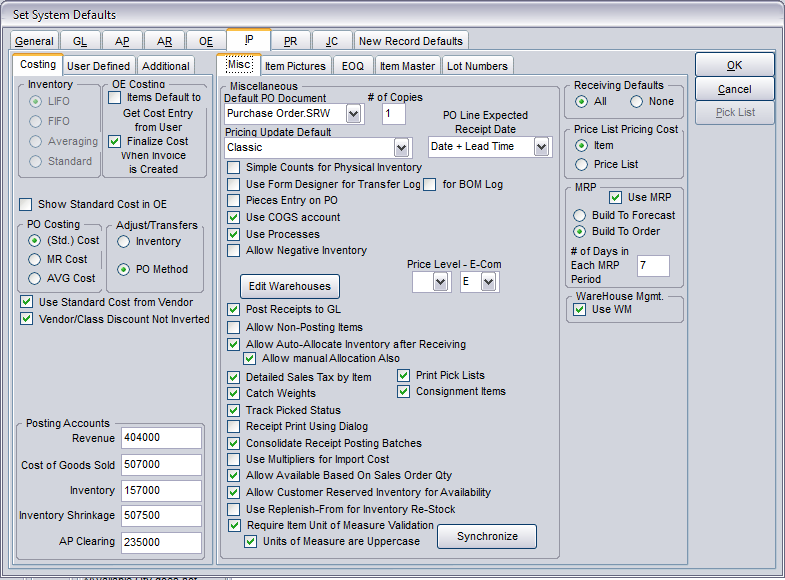 Set System Defaults
General GL AP AR OE IP PR JC New Record Defaults
Costing User Defined Additional
Inventory
LIFO
FIFO
Averaging
Standard
OE Costing
Items Default to
Get Cost Entry
from User
Finalize Cost
When Invoice
is Created
Show Standard Cost in OE
PO Costing
(Std.) Cost
MR Cost
AVG Cost
Adjust/Transfers
Inventory
PO Method
Use Standard Cost from Vendor
Vendor/Class Discount Not Inverted
Posting Accounts
Revenue 404000
Cost of Goods Sold 507000
Inventory 157000
Inventory Shrinkage 507500
AP Clearing 235000
Misc Item Pictures EOQ Item Master Lot Numbers
Miscellaneous
Default PO Document # of Copies
Purchase Order.SRW 1
PO Line Expected
Receipt Date
Pricing Update Default
Classic Date + Lead Time
Simple Counts for Physical Inventory
Use Form Designer for Transfer Log for BOM Log
Pieces Entry on PO
Use COGS account
Use Processes
Allow Negative Inventory
Price Level - E-Com
E
Edit Warehouses
Post Receipts to GL
Allow Non-Posting Items
Allow Auto-Allocate Inventory after Receiving
Allow manual Allocation Also
Detailed Sales Tax by Item Print Pick Lists
Catch Weights Consignment Items
Track Picked Status
Receipt Print Using Dialog
Consolidate Receipt Posting Batches
Use Multipliers for Import Cost
Allow Available Based On Sales Order Qty
Allow Customer Reserved Inventory for Availability
Use Replenish-From for Inventory Re-Stock
Require Item Unit of Measure Validation
Units of Measure are Uppercase
Synchronize
Receiving Defaults
All None
Price List Pricing Cost
Item
Price List
MRP
Use MRP
Build To Forecast
Build To Order
# of Days in
Each MRP 7
Period
WareHouse Mgmt.
Use WM
OK
Cancel
Pick List